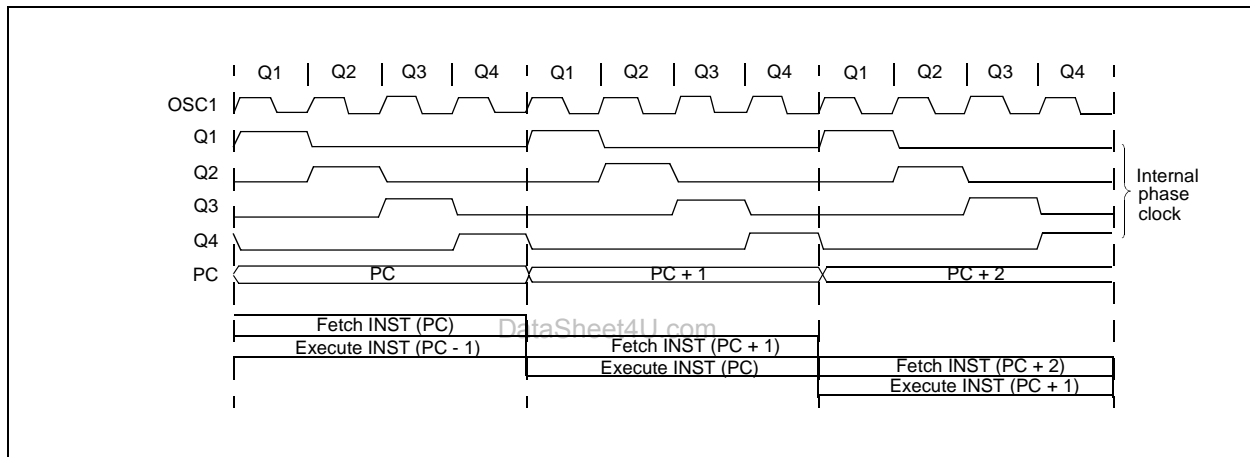 Q1 Q2 Q3 Q4 Q1 Q2 Q3 Q4 Q1 Q2 Q3 Q4
OSC1
Q1
Q2
Q3
Q4
PC
Internal
phase
clock
PC PC + 1 PC + 2
Fetch INST (PC)
DataSheet4U.com
Execute INST (PC - 1) Fetch INST (PC + 1)
Execute INST (PC) Fetch INST (PC + 2)
Execute INST (PC + 1)